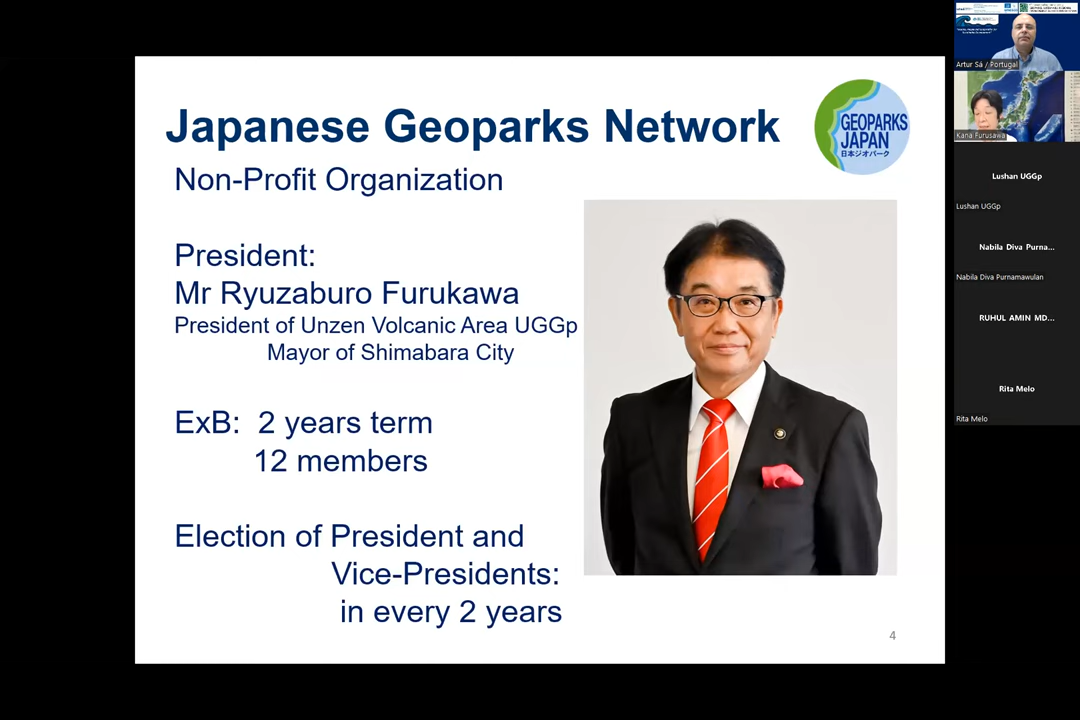 Japanese Geoparks Network
GEOPARKS
JAPAN
日本ジオパーク
Non-Profit Organization
President:
Mr Ryuzaburo Furukawa
President of Unzen Volcanic Area UGGp
Mayor of Shimabara City
ExB: 2 years term
12 members
Election of President and
Vice-Presidents:
in every 2 years
4
Artur Sá / Portugal
Kana Furusawa
Lushan UGGp
Lushan UGGp
Nabila Diva Purna...
Nabila Diva Purnamawulan
RUHUL AMIN MD...
Rita Melo
Rita Melo